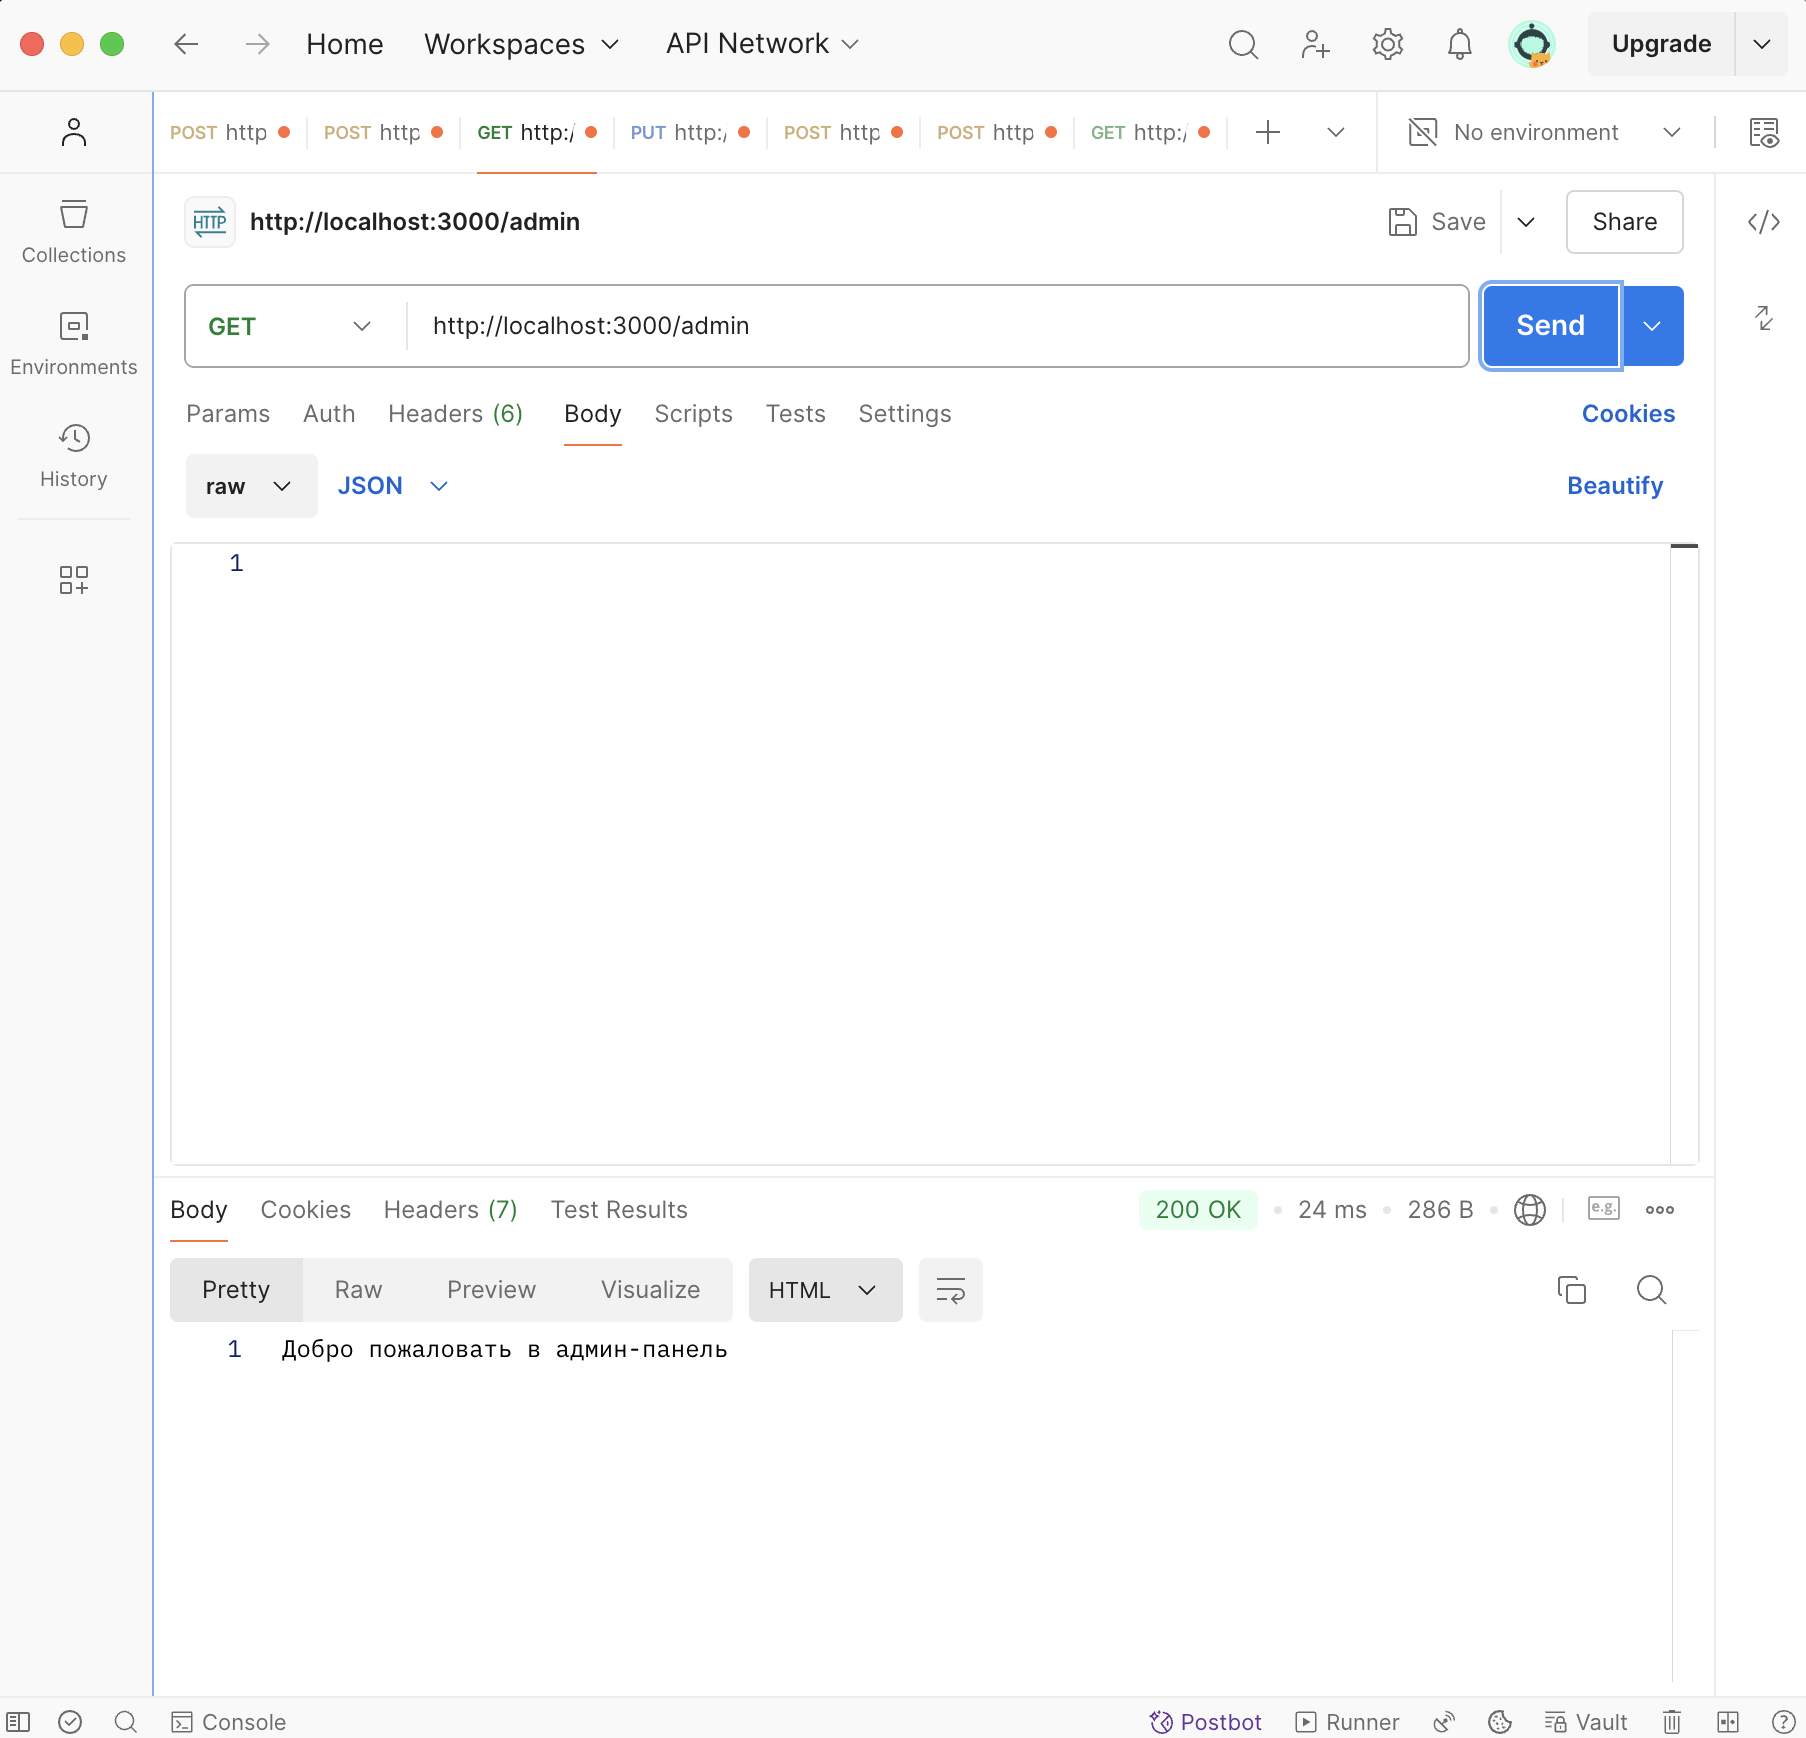 Home Workspaces API Network Upgrade
POST http POST http GET http:/ PUT http:/ POST http POST http GET http:/ No environment
HTTP http://localhost:3000/admin Save Share
Collections
GET http://localhost:3000/admin Send
Environments
Params Auth Headers (6) Body Scripts Tests Settings Cookies
History
raw JSON Beautify
1
Body Cookies Headers (7) Test Results 200 OK 24 ms 286 B e.g.
Pretty Raw Preview Visualize HTML
1 Добро пожаловать в админ-панель
Console Postbot Runner Vault